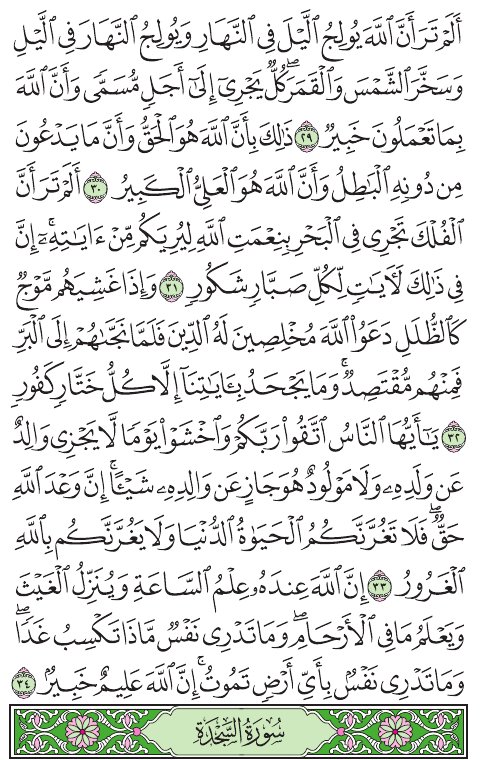 أَلَمْ تَرَ أَنَّ ٱللَّهَ يُولِجُ ٱلَّيْلَ فِى ٱلنَّهَارِ وَيُولِجُ ٱلنَّهَارَ فِى ٱلَّيْلِ
وَسَخَّرَ ٱلشَّمْسَ وَٱلْقَمَرَ كُلٌّ يَجْرِىٓ إِلَىٰٓ أَجَلٍ مُّسَمًّى وَأَنَّ ٱللَّهَ
بِمَا تَعْمَلُونَ خَبِيرٌ ٢٩ ذَٰلِكَ بِأَنَّ ٱللَّهَ هُوَ ٱلْحَقُّ وَأَنَّ مَا يَدْعُونَ
مِن دُونِهِ ٱلْبَٰطِلُ وَأَنَّ ٱللَّهَ هُوَ ٱلْعَلِىُّ ٱلْكَبِيرُ ٣٠ أَلَمْ تَرَ أَنَّ
ٱلْفُلْكَ تَجْرِى فِى ٱلْبَحْرِ بِنِعْمَتِ ٱللَّهِ لِيُرِيَكُم مِّنْ ءَايَٰتِهِۦٓ ۚ إِنَّ
فِى ذَٰلِكَ لَءَايَٰتٍ لِّكُلِّ صَبَّارٍ شَكُورٍ ٣١ وَإِذَا غَشِيَهُم مَّوْجٌ
كَٱلظُّلَلِ دَعَوُا۟ ٱللَّهَ مُخْلِصِينَ لَهُ ٱلدِّينَ فَلَمَّا نَجَّىٰهُمْ إِلَى ٱلْبَرِّ
فَمِنْهُم مُّقْتَصِدٌ ۚ وَمَا يَجْحَدُ بِـَٔايَٰتِنَآ إِلَّا كُلُّ خَتَّارٍ كَفُورٍ
٣٢ يَٰٓأَيُّهَا ٱلنَّاسُ ٱتَّقُوا۟ رَبَّكُمْ وَٱخْشَوْا۟ يَوْمًا لَّا يَجْزِى وَالِدٌ
عَن وَلَدِهِۦ وَلَا مَوْلُودٌ هُوَ جَازٍ عَن وَالِدِهِۦ شَيْـًٔا ۚ إِنَّ وَعْدَ ٱللَّهِ
حَقٌّ ۖ فَلَا تَغُرَّنَّكُمُ ٱلْحَيَوٰةُ ٱلدُّنْيَا وَلَا يَغُرَّنَّكُم بِٱللَّهِ
ٱلْغَرُورُ ٣٣ إِنَّ ٱللَّهَ عِندَهُۥ عِلْمُ ٱلسَّاعَةِ وَيُنَزِّلُ ٱلْغَيْثَ
وَيَعْلَمُ مَا فِى ٱلْأَرْحَامِ ۖ وَمَا تَدْرِى نَفْسٌ مَّاذَا تَكْسِبُ غَدًا ۖ
وَمَا تَدْرِى نَفْسٌۢ بِأَىِّ أَرْضٍ تَمُوتُ ۚ إِنَّ ٱللَّهَ عَلِيمٌ خَبِيرٌۢ ٣٤
سُورَةُ السَّجْدَةِ